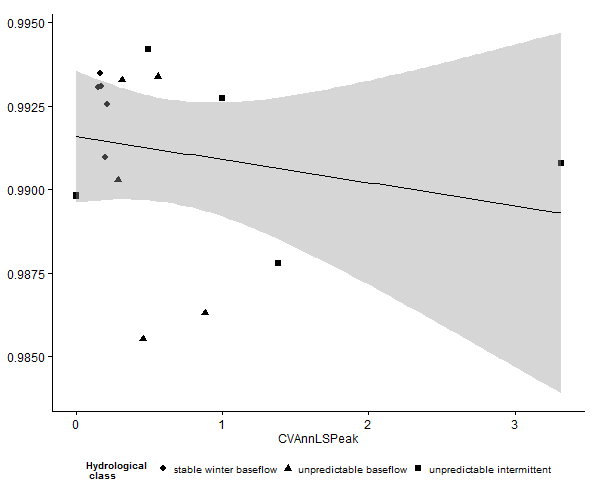 0.9950
0.9925
0.9900
0.9875
0.9850
0 1 2 3
CVAnnLSPeak
Hydrological
class
stable winter baseflow unpredictable baseflow unpredictable intermittent